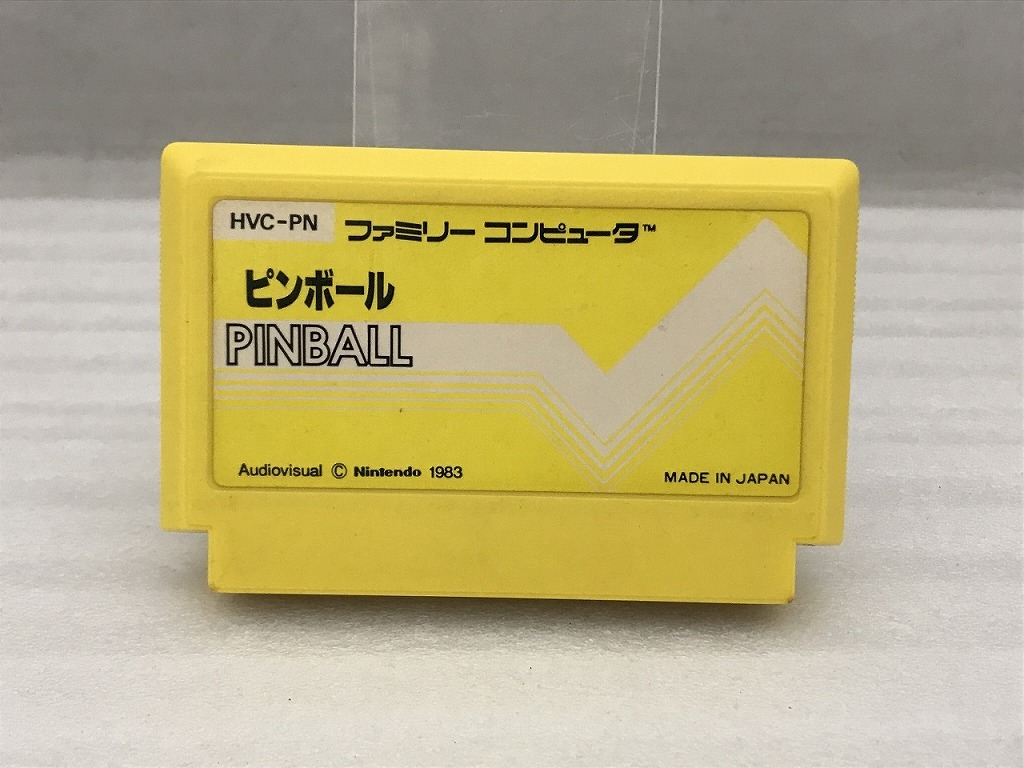 HVC-PN
ファミリー コンピュータ™
ピンボール
PINBALL
Audiovisual © Nintendo 1983
MADE IN JAPAN